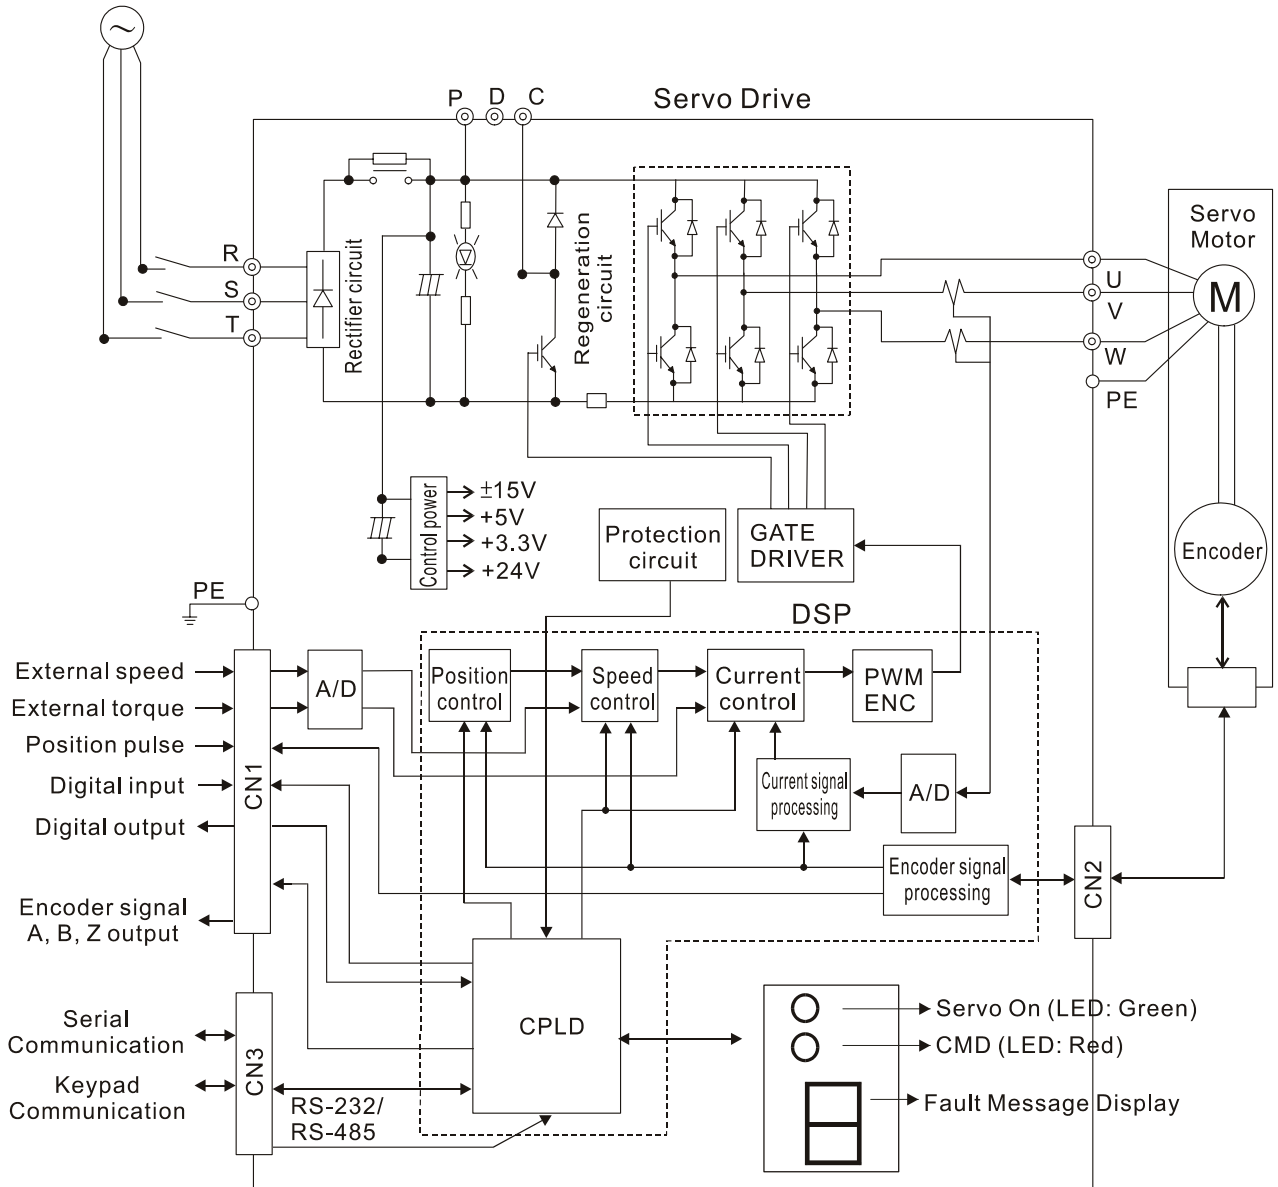 ~
P D C
Servo Drive
R
S
T
Rectifier circuit
Regeneration
circuit
Servo
Motor
M
U
V
W
PE
Encoder
Control power
±15V
+5V
+3.3V
+24V
Protection
circuit
GATE
DRIVER
PE
DSP
External speed
External torque
Position pulse
Digital input
Digital output
Encoder signal
A, B, Z output
CN1
A/D
Position
control
Speed
control
Current
control
PWM
ENC
Current signal
processing
A/D
Encoder signal
processing
CN2
Serial
Communication
Keypad
Communication
CN3
RS-232/
RS-485
CPLD
Servo On (LED: Green)
CMD (LED: Red)
Fault Message Display